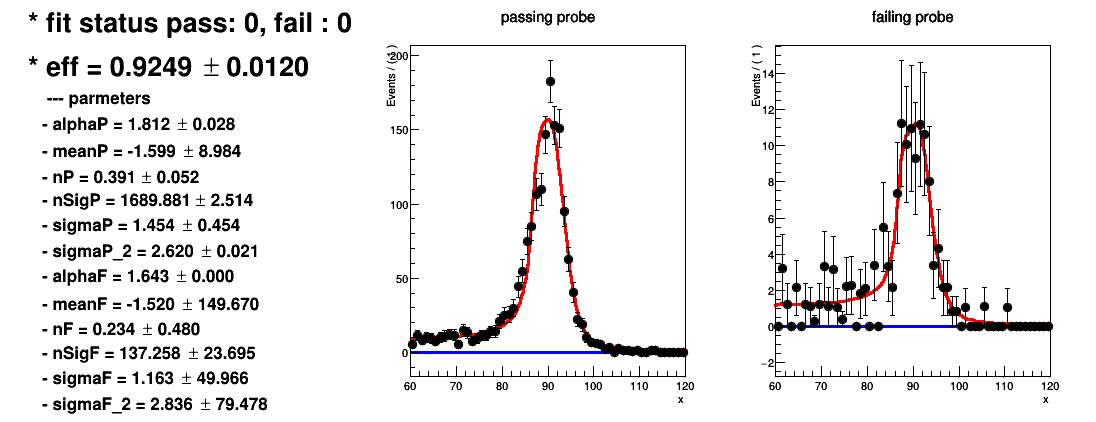 * fit status pass: 0, fail : 0
* eff = 0.9249 ± 0.0120
--- parmeters
- alphaP = 1.812 ± 0.028
- meanP = -1.599 ± 8.984
- nP = 0.391 ± 0.052
- nSigP = 1689.881 ± 2.514
- sigmaP = 1.454 ± 0.454
- sigmaP_2 = 2.620 ± 0.021
- alphaF = 1.643 ± 0.000
- meanF = -1.520 ± 149.670
- nF = 0.234 ± 0.480
- nSigF = 137.258 ± 23.695
- sigmaF = 1.163 ± 49.966
- sigmaF_2 = 2.836 ± 79.478
passing probe
Events / ( 1 )
200
150
100
50
0
60 70 80 90 100 110 120
x
failing probe
Events / ( 1 )
14
12
10
8
6
4
2
0
−2
60 70 80 90 100 110 120
x